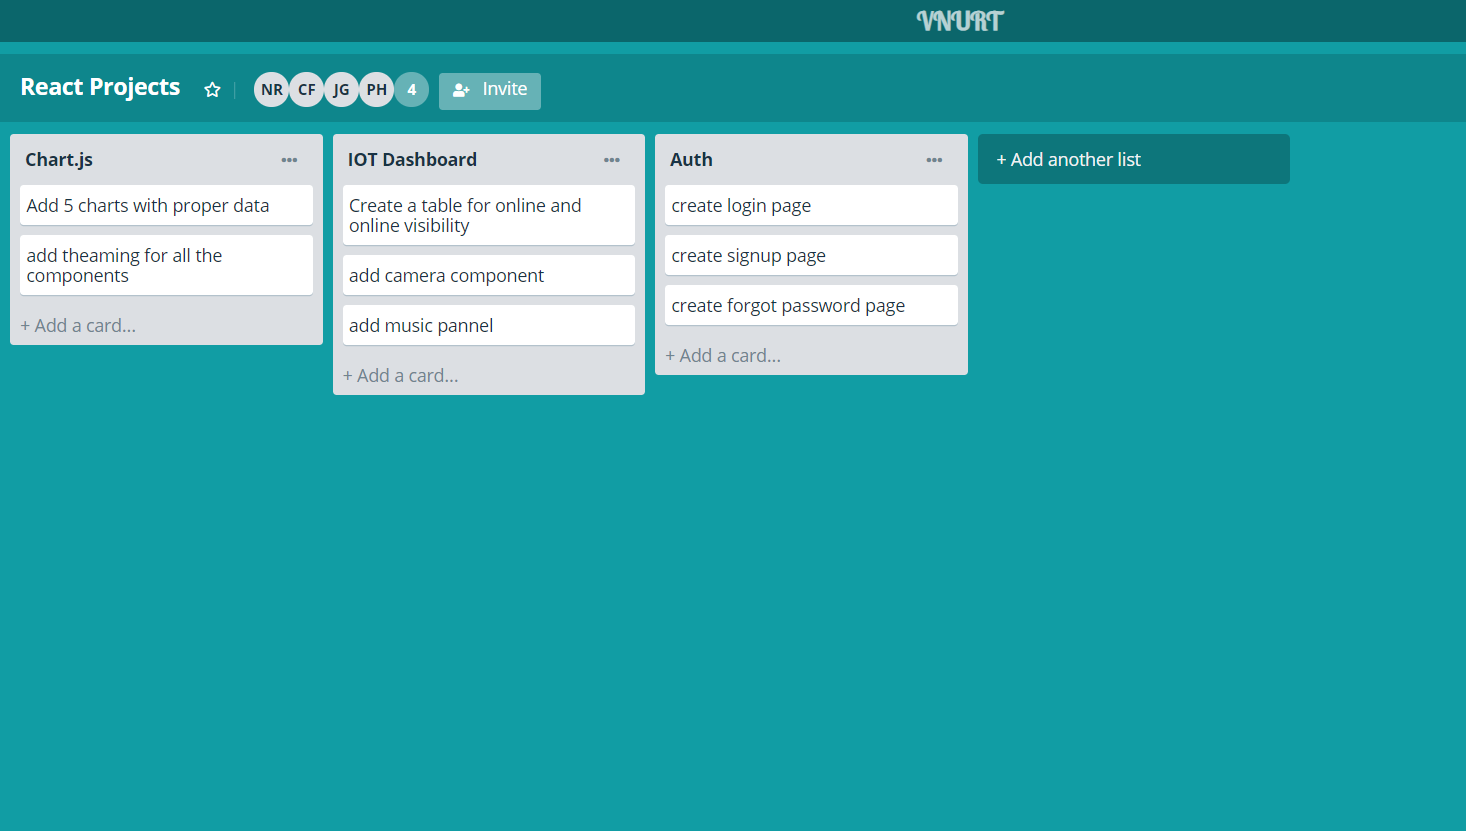 VNURT
React Projects
NR CF JG PH 4 Invite
Chart.js
Add 5 charts with proper data
add theaming for all the
components
+ Add a card...
IOT Dashboard
Create a table for online and
online visibility
add camera component
add music pannel
+ Add a card...
Auth
create login page
create signup page
create forgot password page
+ Add a card...
+ Add another list